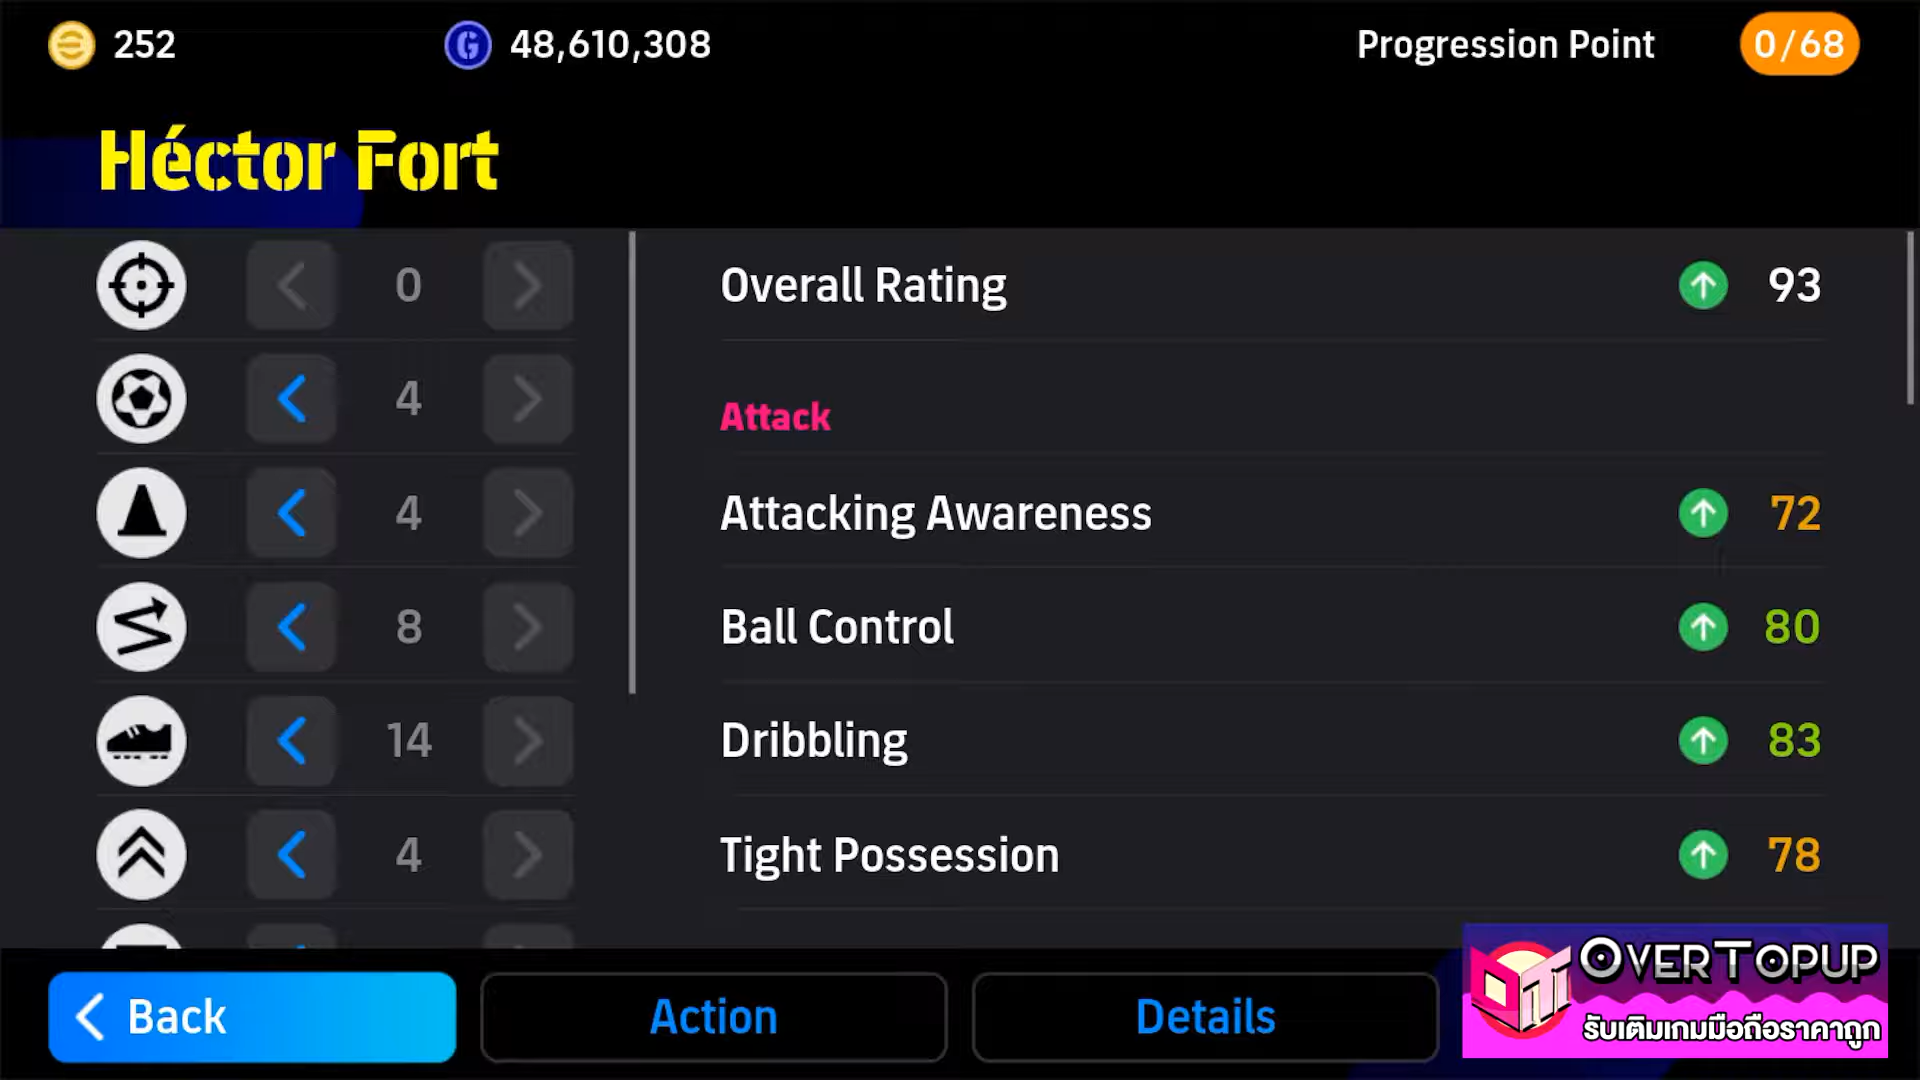 252
48,610,308
Progression Point
0/68
Héctor Fort
0
4
4
8
14
4
Overall Rating 93
Attack
Attacking Awareness 72
Ball Control 80
Dribbling 83
Tight Possession 78
Back
Action
Details
OVERTOPUP
รับเติมเกมมือถือราคาถูก